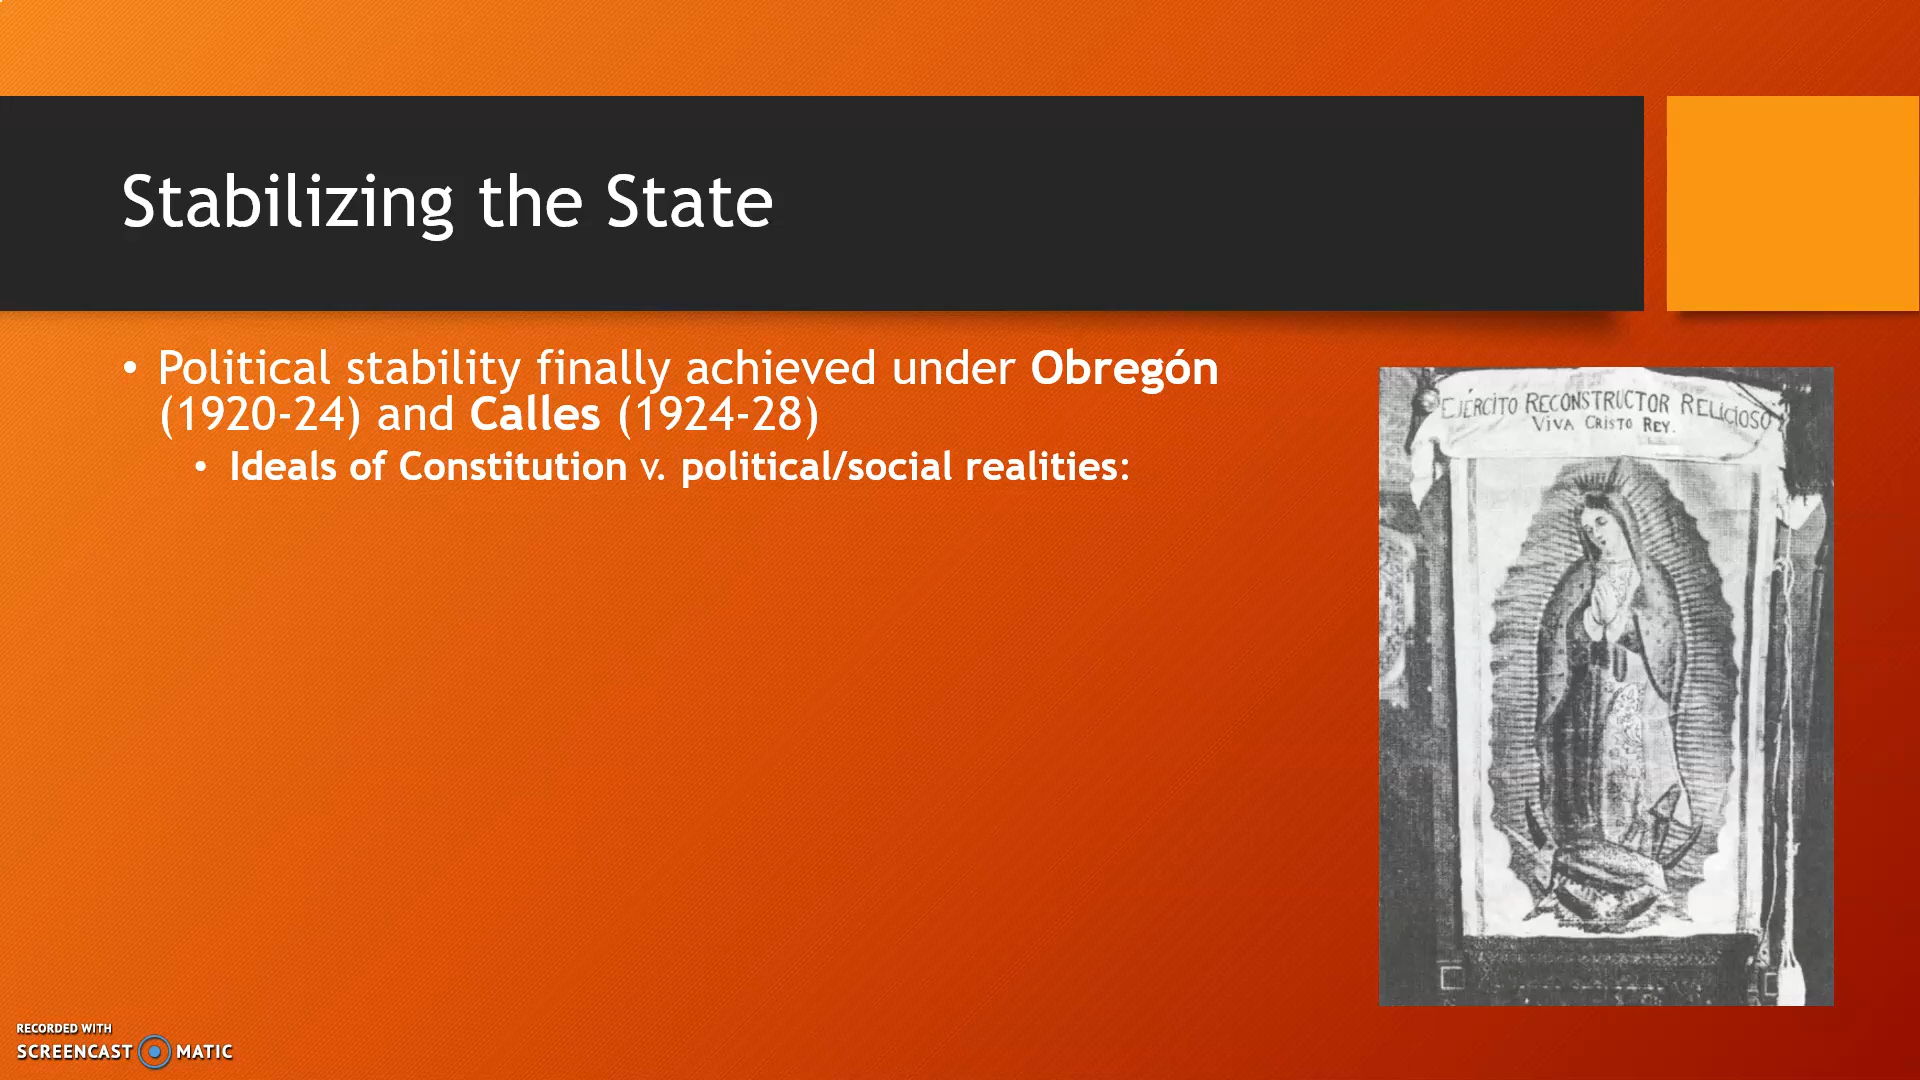 Stabilizing the State
• Political stability finally achieved under Obregón
(1920-24) and Calles (1924-28)
• Ideals of Constitution v. political/social realities:
EJÉRCITO RECONSTRUCTOR RELIGIOSO
VIVA CRISTO REY.
RECORDED WITH
SCREENCAST MATIC